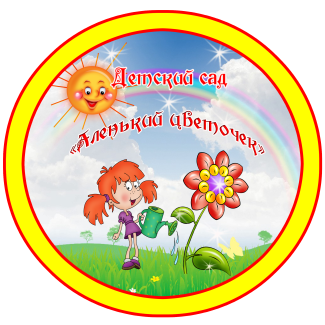 Детский сад
«Аленький цветочек»